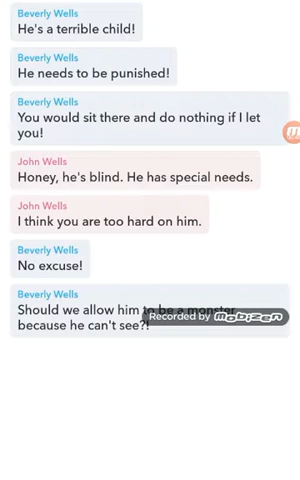 Beverly Wells
He's a terrible child!
Beverly Wells
He needs to be punished!
Beverly Wells
You would sit there and do nothing if I let
you!
John Wells
Honey, he's blind. He has special needs.
John Wells
I think you are too hard on him.
Beverly Wells
No excuse!
Beverly Wells
Should we allow him to be a monster
because he can't see?!
Recorded by mobizen